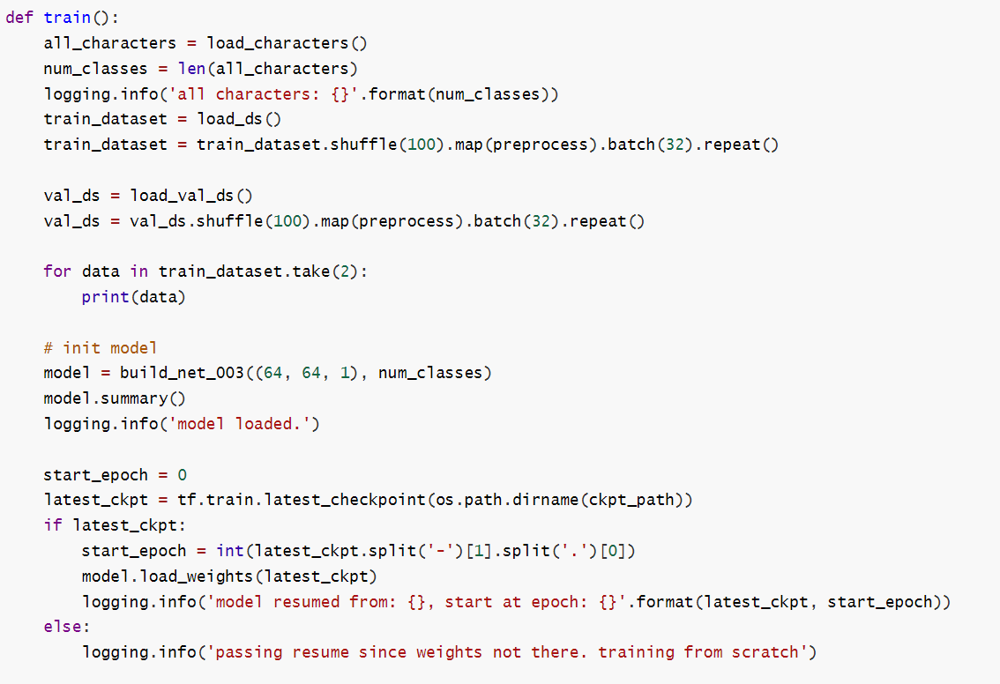 def train():
    all_characters = load_characters()
    num_classes = len(all_characters)
    logging.info('all characters: {}'.format(num_classes))
    train_dataset = load_ds()
    train_dataset = train_dataset.shuffle(100).map(preprocess).batch(32).repeat()

    val_ds = load_val_ds()
    val_ds = val_ds.shuffle(100).map(preprocess).batch(32).repeat()

    for data in train_dataset.take(2):
        print(data)

    # init model
    model = build_net_003((64, 64, 1), num_classes)
    model.summary()
    logging.info('model loaded.')

    start_epoch = 0
    latest_ckpt = tf.train.latest_checkpoint(os.path.dirname(ckpt_path))
    if latest_ckpt:
        start_epoch = int(latest_ckpt.split('-')[1].split('.')[0])
        model.load_weights(latest_ckpt)
        logging.info('model resumed from: {}, start at epoch: {}'.format(latest_ckpt, start_epoch))
    else:
        logging.info('passing resume since weights not there. training from scratch')